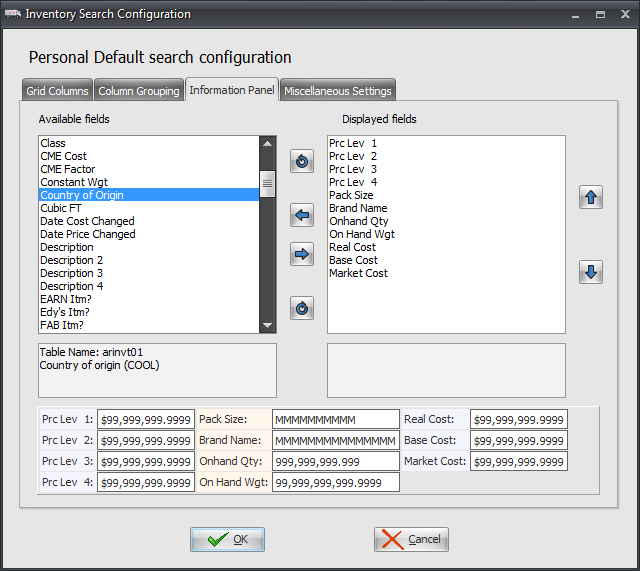 Inventory Search Configuration
Personal Default search configuration
Grid Columns Column Grouping Information Panel Miscellaneous Settings
Available fields
Class
CME Cost
CME Factor
Constant Wgt
Country of Origin
Cubic FT
Date Cost Changed
Date Price Changed
Description
Description 2
Description 3
Description 4
EARN Itm?
Edy's Itm?
FAB Itm?
Table Name: arinvt01
Country of origin (COOL)
Displayed fields
Prc Lev 1
Prc Lev 2
Prc Lev 3
Prc Lev 4
Pack Size
Brand Name
Onhand Qty
On Hand Wgt
Real Cost
Base Cost
Market Cost
Prc Lev 1: $99,999,999.9999 Pack Size: MMMMMMMMMM Real Cost: $99,999,999.9999
Prc Lev 2: $99,999,999.9999 Brand Name: MMMMMMMMMMMMMMM Base Cost: $99,999,999.9999
Prc Lev 3: $99,999,999.9999 Onhand Qty: 999,999,999.999 Market Cost: $99,999,999.9999
Prc Lev 4: $99,999,999.9999 On Hand Wgt: 99,999,999,999.9999
OK Cancel